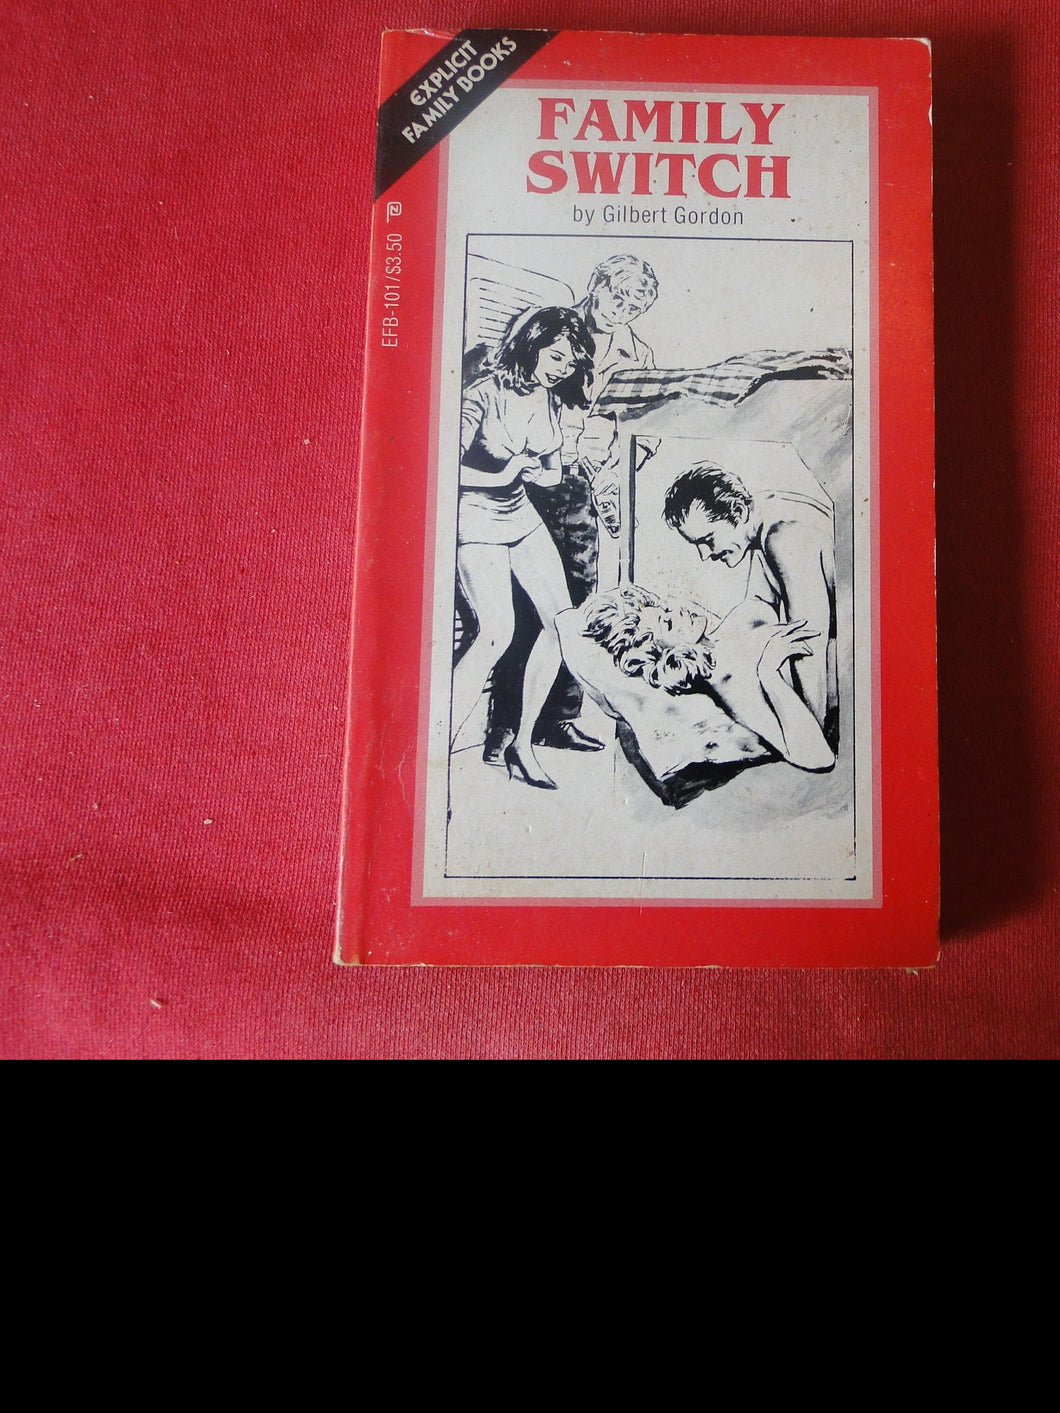 EXPLICIT
FAMILY BOOKS
FAMILY
SWITCH
by Gilbert Gordon
EFB-101/$3.50